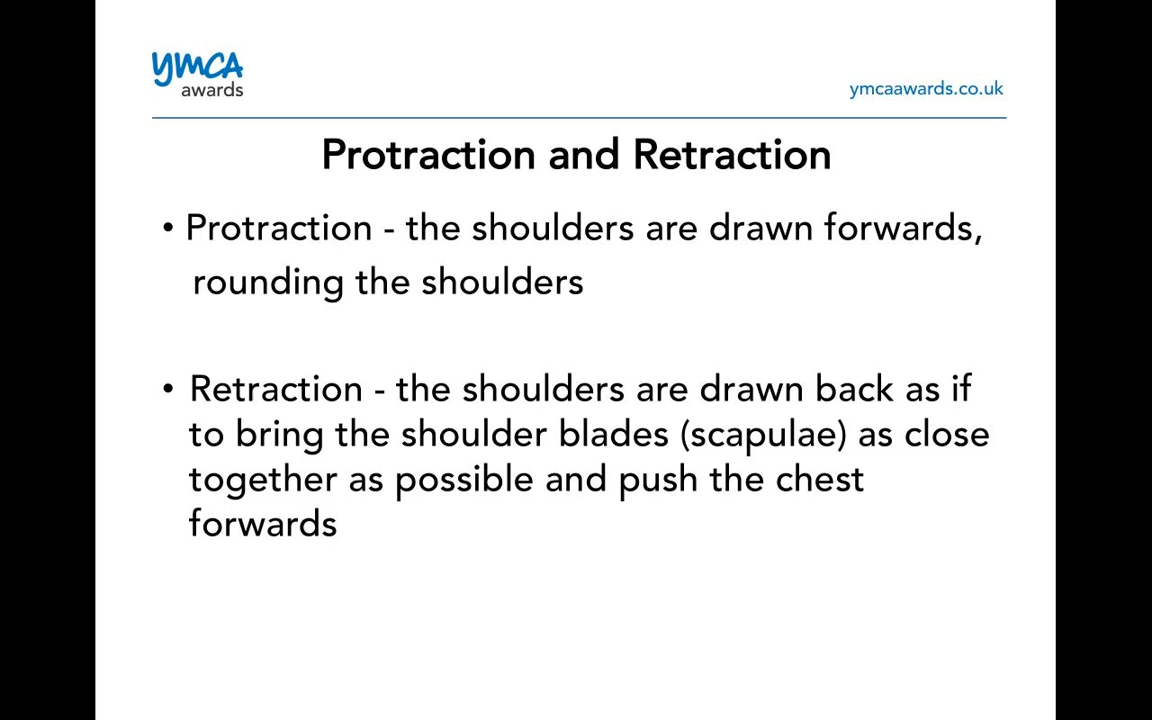 ymca
awards
ymcaawards.co.uk
Protraction and Retraction
• Protraction - the shoulders are drawn forwards,
rounding the shoulders
• Retraction - the shoulders are drawn back as if
to bring the shoulder blades (scapulae) as close
together as possible and push the chest
forwards